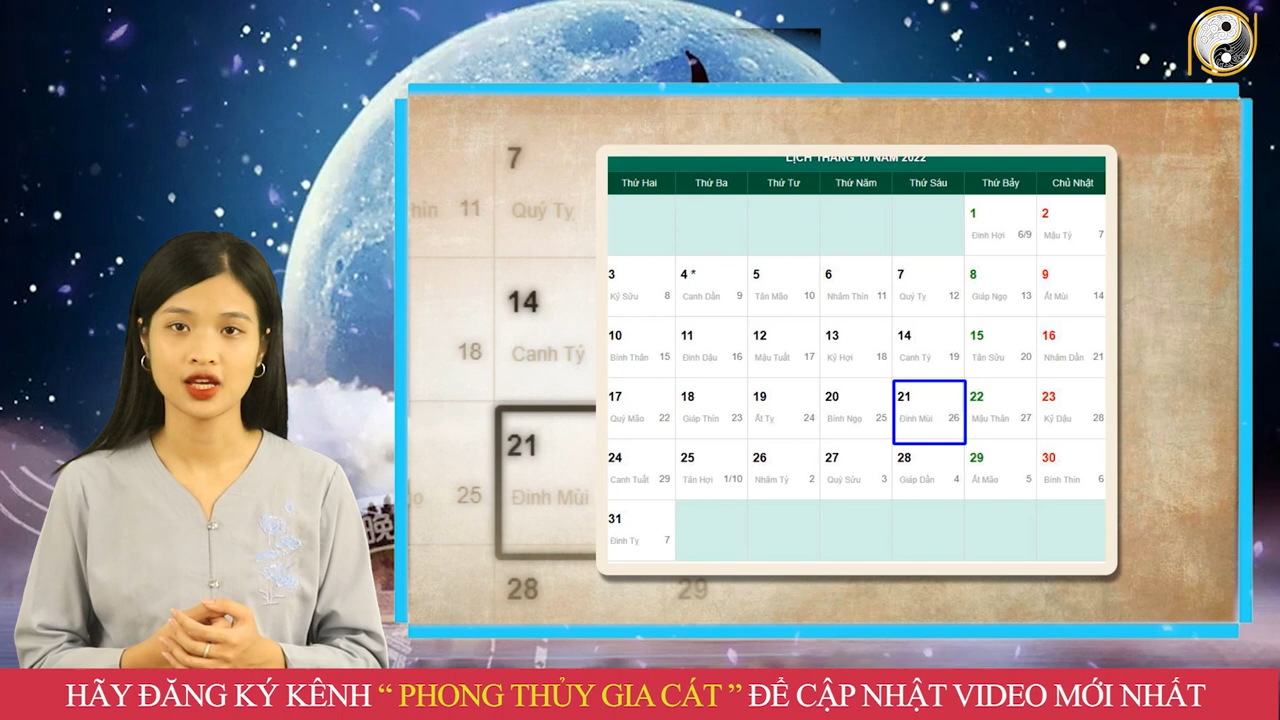 LỊCH THÁNG 10 NĂM 2022
Thứ Hai Thứ Ba Thứ Tư Thứ Năm Thứ Sáu Thứ Bảy Chủ Nhật
1 2
Đinh Hợi 6/9 Mậu Tý 7
3 4 * 5 6 7 8 9
Kỷ Sửu 8 Canh Dần 9 Tân Mão 10 Nhâm Thìn 11 Quý Tỵ 12 Giáp Ngọ 13 Ất Mùi 14
10 11 12 13 14 15 16
Bính Thân 15 Đinh Dậu 16 Mậu Tuất 17 Kỷ Hợi 18 Canh Tý 19 Tân Sửu 20 Nhâm Dần 21
17 18 19 20 21 22 23
Quý Mão 22 Giáp Thìn 23 Ất Tỵ 24 Bính Ngọ 25 Đinh Mùi 26 Mậu Thân 27 Kỷ Dậu 28
24 25 26 27 28 29 30
Canh Tuất 29 Tân Hợi 1/10 Nhâm Tý 2 Quý Sửu 3 Giáp Dần 4 Ất Mão 5 Bính Thìn 6
31
Đinh Tỵ 7
7
11 Quý Tỵ
14
18 Canh Tý
21
25 Đinh Mùi
28 29
HÃY ĐĂNG KÝ KÊNH “ PHONG THỦY GIA CÁT ” ĐỂ CẬP NHẬT VIDEO MỚI NHẤT